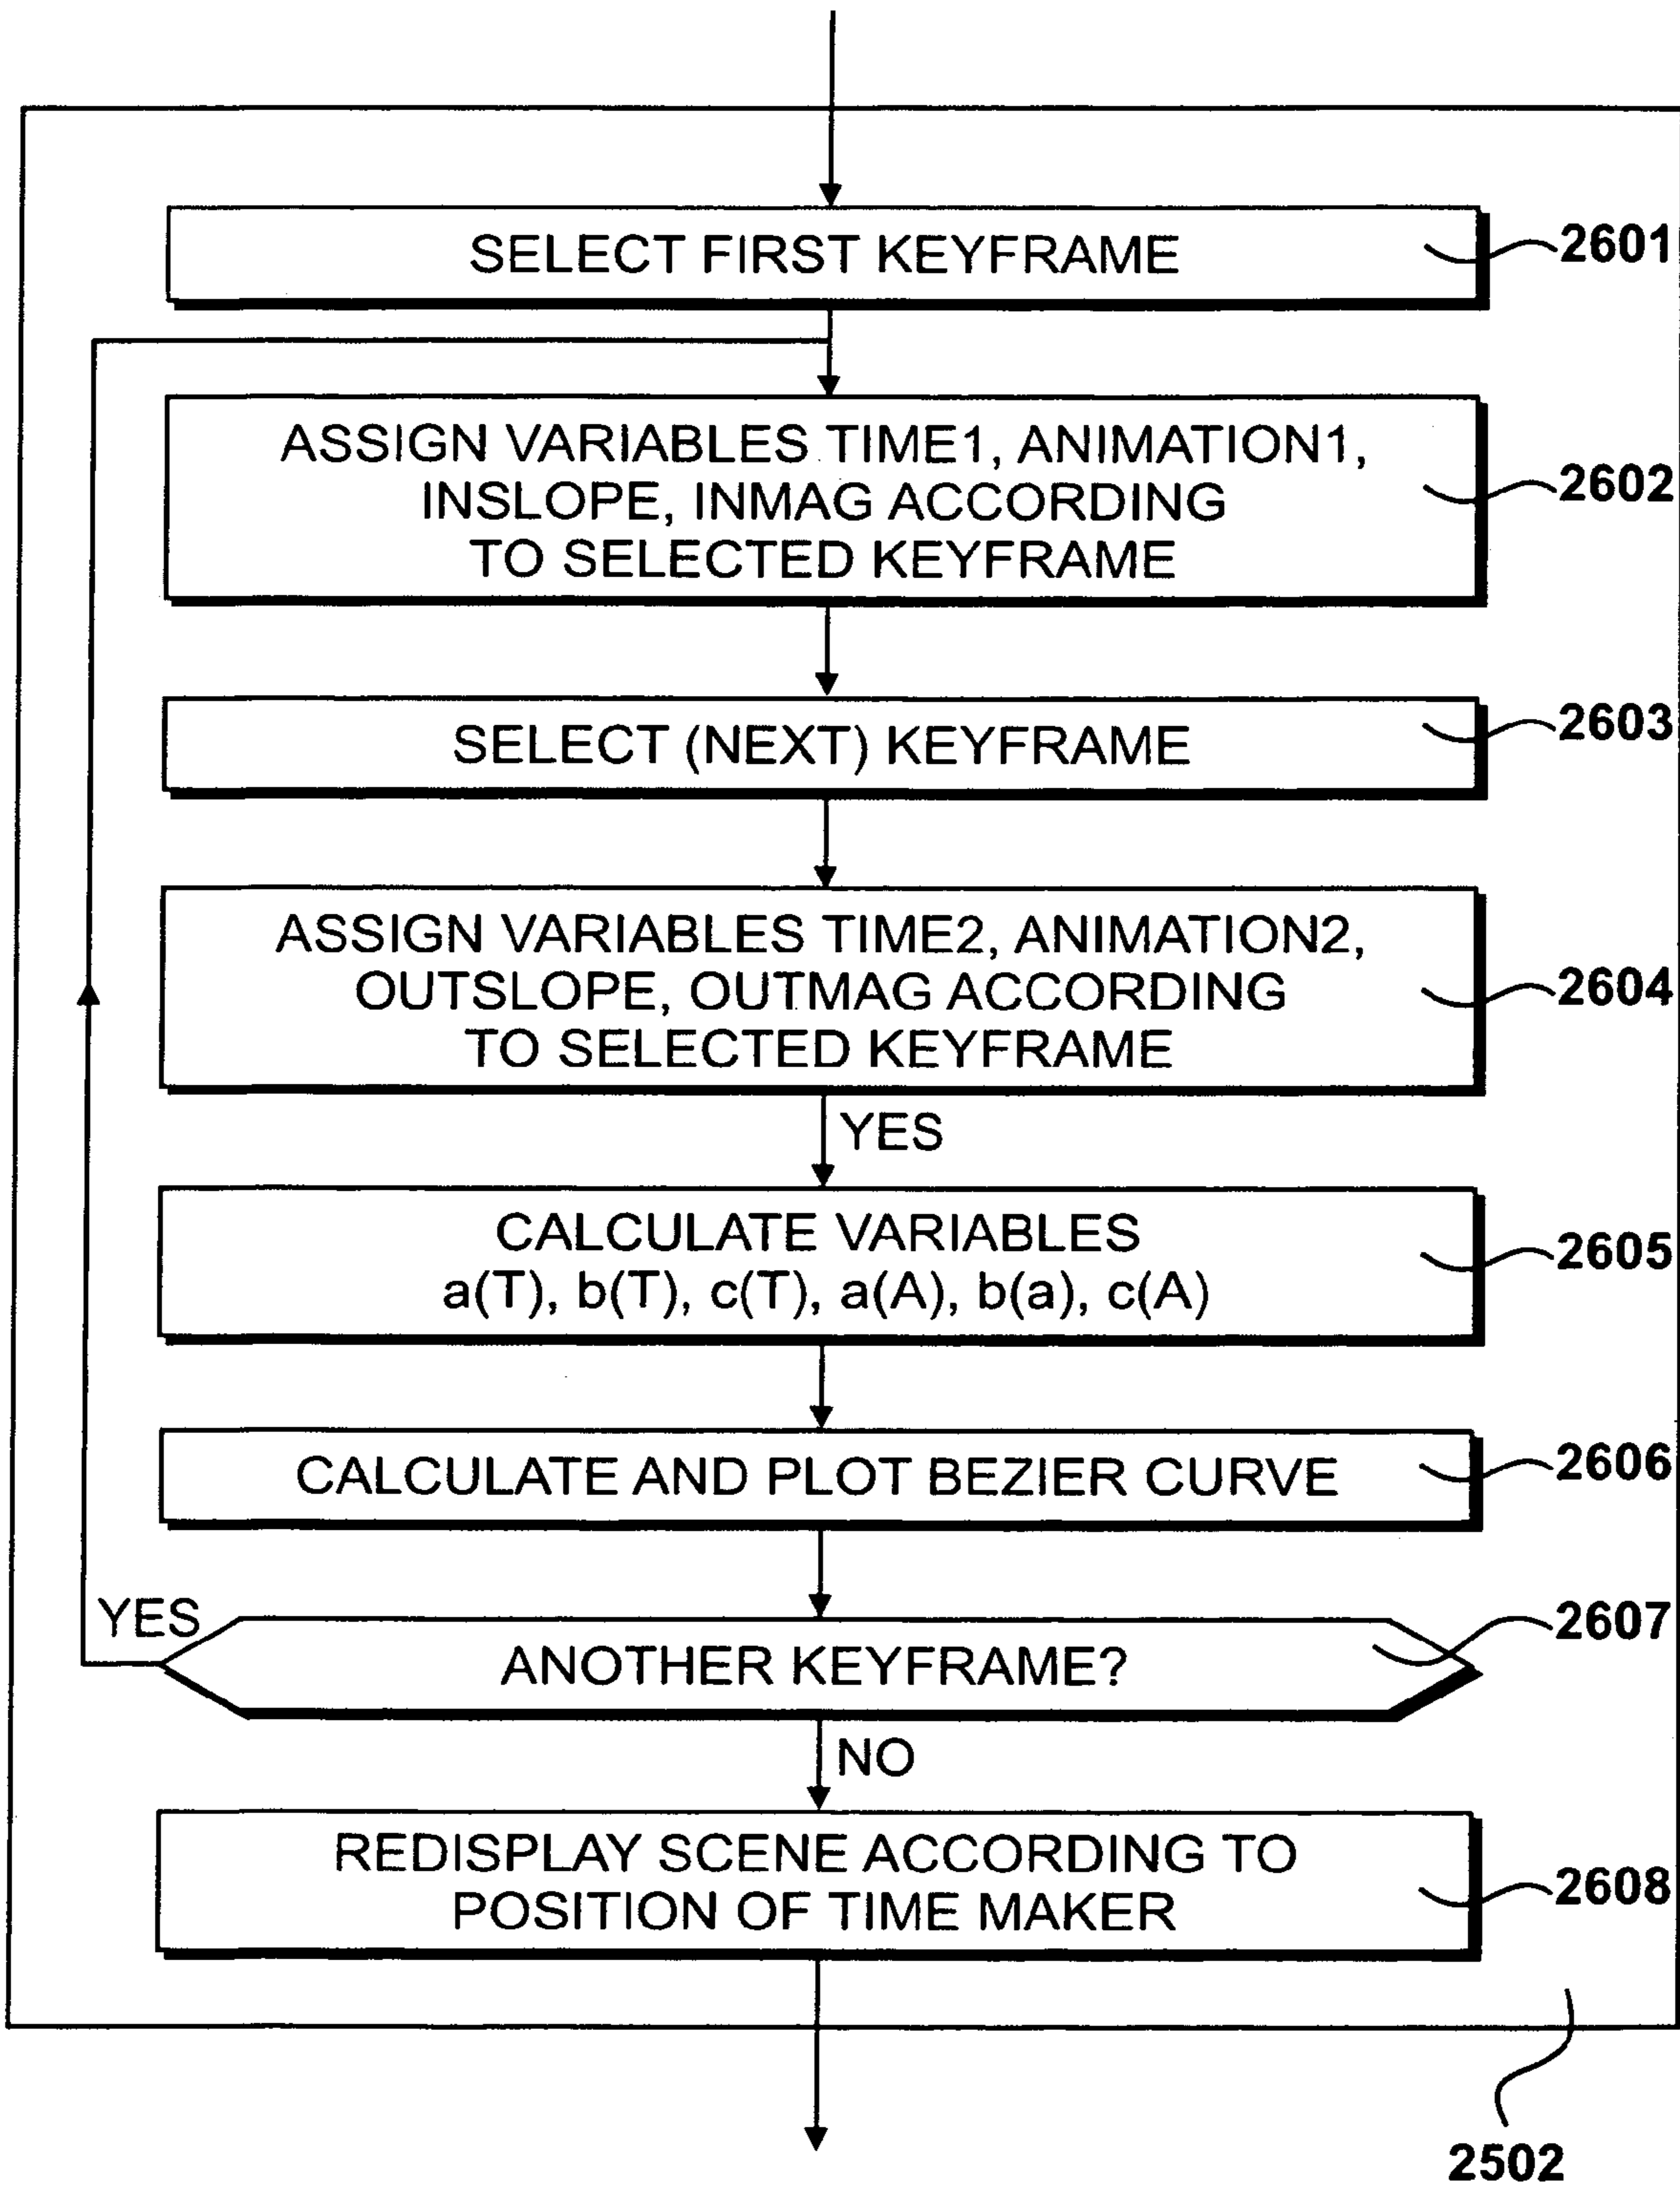 SELECT FIRST KEYFRAME
2601
ASSIGN VARIABLES TIME1, ANIMATION1,
INSLOPE, INMAG ACCORDING
TO SELECTED KEYFRAME
2602
SELECT (NEXT) KEYFRAME
2603
ASSIGN VARIABLES TIME2, ANIMATION2,
OUTSLOPE, OUTMAG ACCORDING
TO SELECTED KEYFRAME
2604
YES
CALCULATE VARIABLES
a(T), b(T), c(T), a(A), b(a), c(A)
2605
CALCULATE AND PLOT BEZIER CURVE
2606
YES
ANOTHER KEYFRAME?
2607
NO
REDISPLAY SCENE ACCORDING TO
POSITION OF TIME MAKER
2608
2502